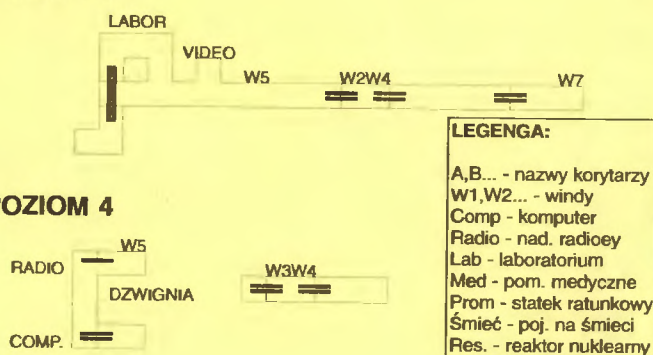 LABOR
VIDEO
W5
W2W4
W7
LEGENGA:
A,B... - nazwy korytarzy
W1,W2... - windy
Comp - komputer
Radio - nad. radioey
Lab - laboratorium
Med - pom. medyczne
Prom - statek ratunkowy
Śmieć - poj. na śmieci
Res. - reaktor nuklearny
POZIOM 4
RADIO
W5
DZWIGNIA
COMP.
W3W4